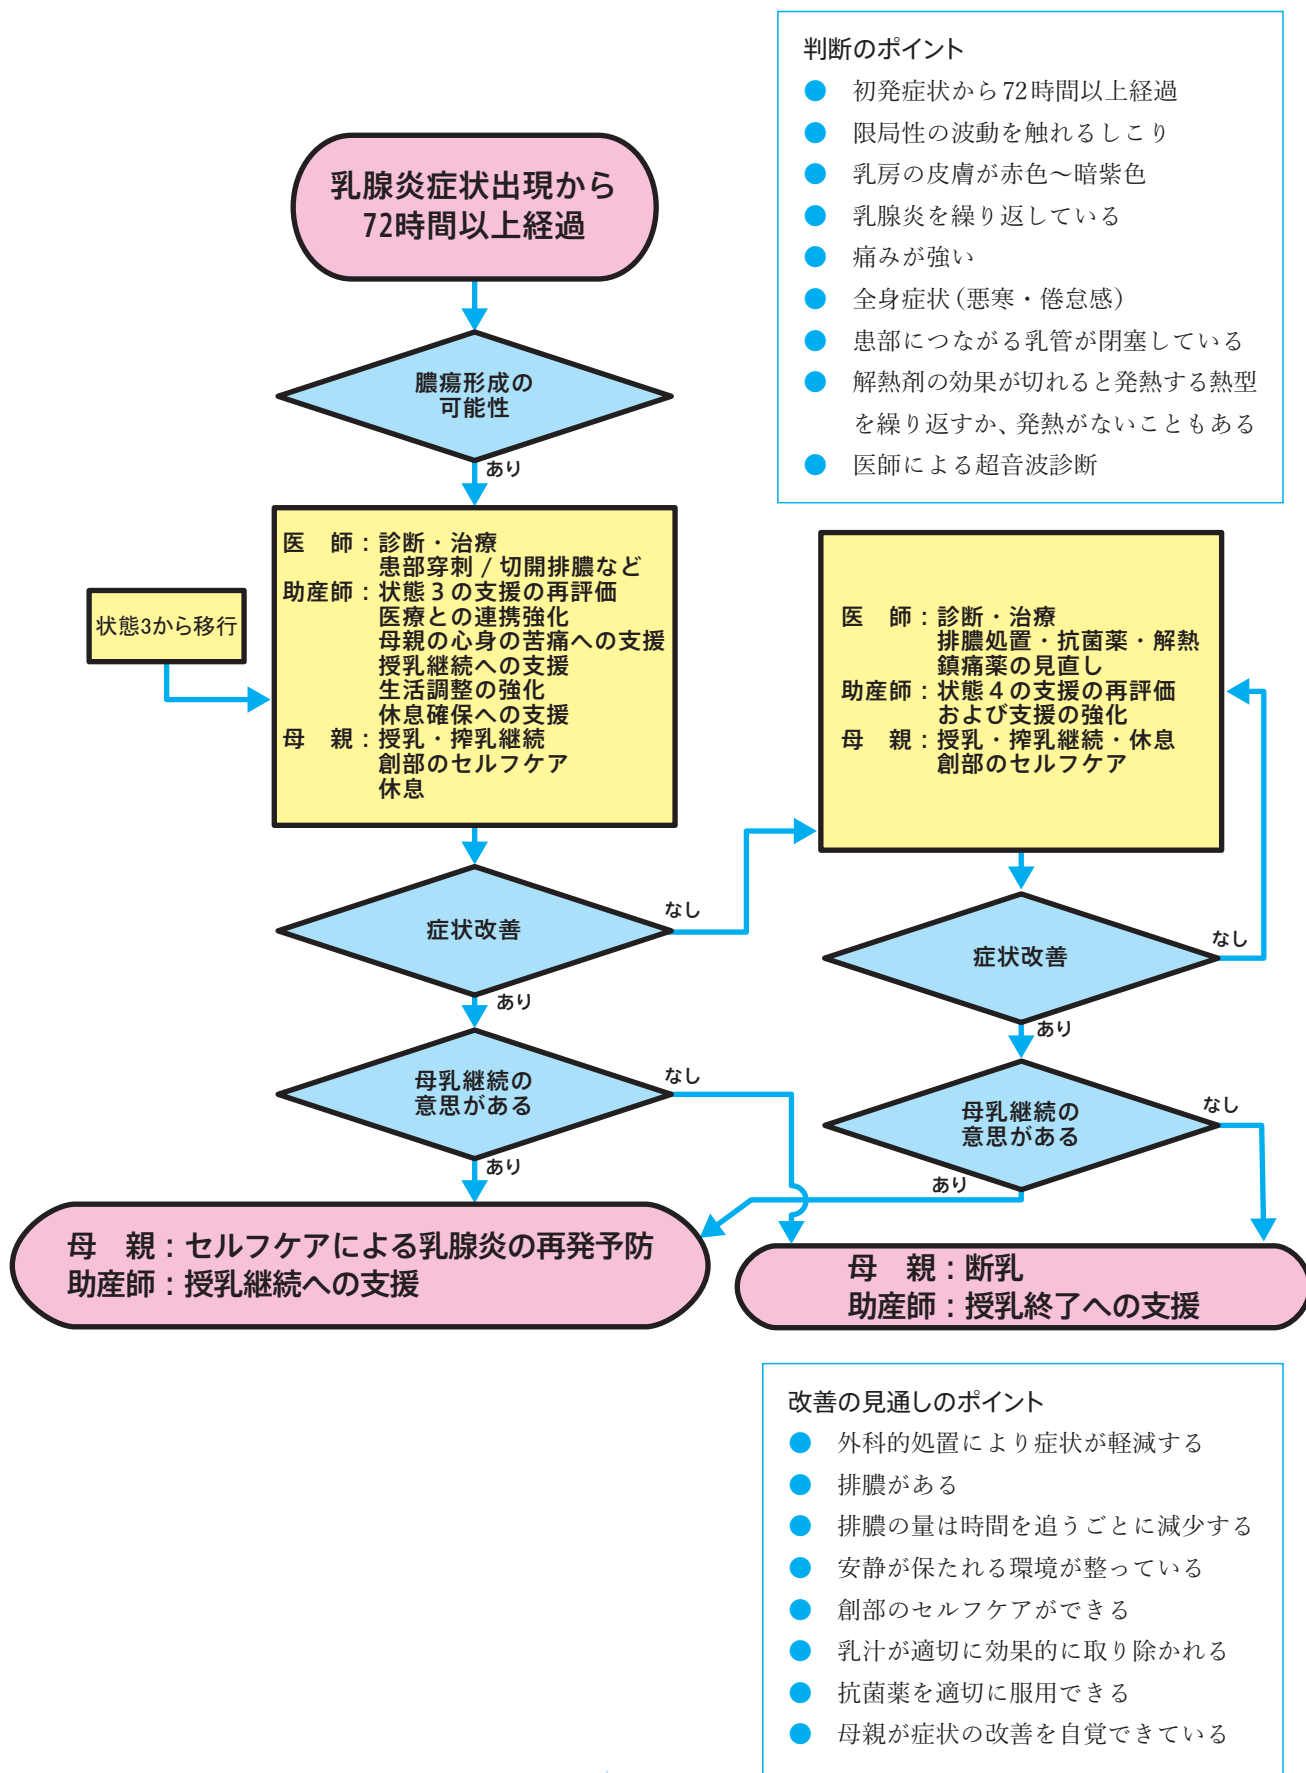 判断のポイント
● 初発症状から72時間以上経過
● 限局性の波動を触れるしこり
● 乳房の皮膚が赤色～暗紫色
● 乳腺炎を繰り返している
● 痛みが強い
● 全身症状（悪寒・倦怠感）
● 患部につながる乳管が閉塞している
● 解熱剤の効果が切れると発熱する熱型
を繰り返すか、発熱がないこともある
● 医師による超音波診断
乳腺炎症状出現から
72時間以上経過
膿瘍形成の
可能性
あり
医　師：診断・治療
患部穿刺 / 切開排膿など
助産師：状態３の支援の再評価
医療との連携強化
母親の心身の苦痛への支援
授乳継続への支援
生活調整の強化
休息確保への支援
母　親：授乳・搾乳継続
創部のセルフケア
休息
状態3から移行
医　師：診断・治療
排膿処置・抗菌薬・解熱
鎮痛薬の見直し
助産師：状態４の支援の再評価
および支援の強化
母　親：授乳・搾乳継続・休息
創部のセルフケア
症状改善
なし
あり
症状改善
なし
あり
母乳継続の
意思がある
なし
あり
母乳継続の
意思がある
なし
あり
母　親：セルフケアによる乳腺炎の再発予防
助産師：授乳継続への支援
母　親：断乳
助産師：授乳終了への支援
改善の見通しのポイント
● 外科的処置により症状が軽減する
● 排膿がある
● 排膿の量は時間を追うごとに減少する
● 安静が保たれる環境が整っている
● 創部のセルフケアができる
● 乳汁が適切に効果的に取り除かれる
● 抗菌薬を適切に服用できる
● 母親が症状の改善を自覚できている